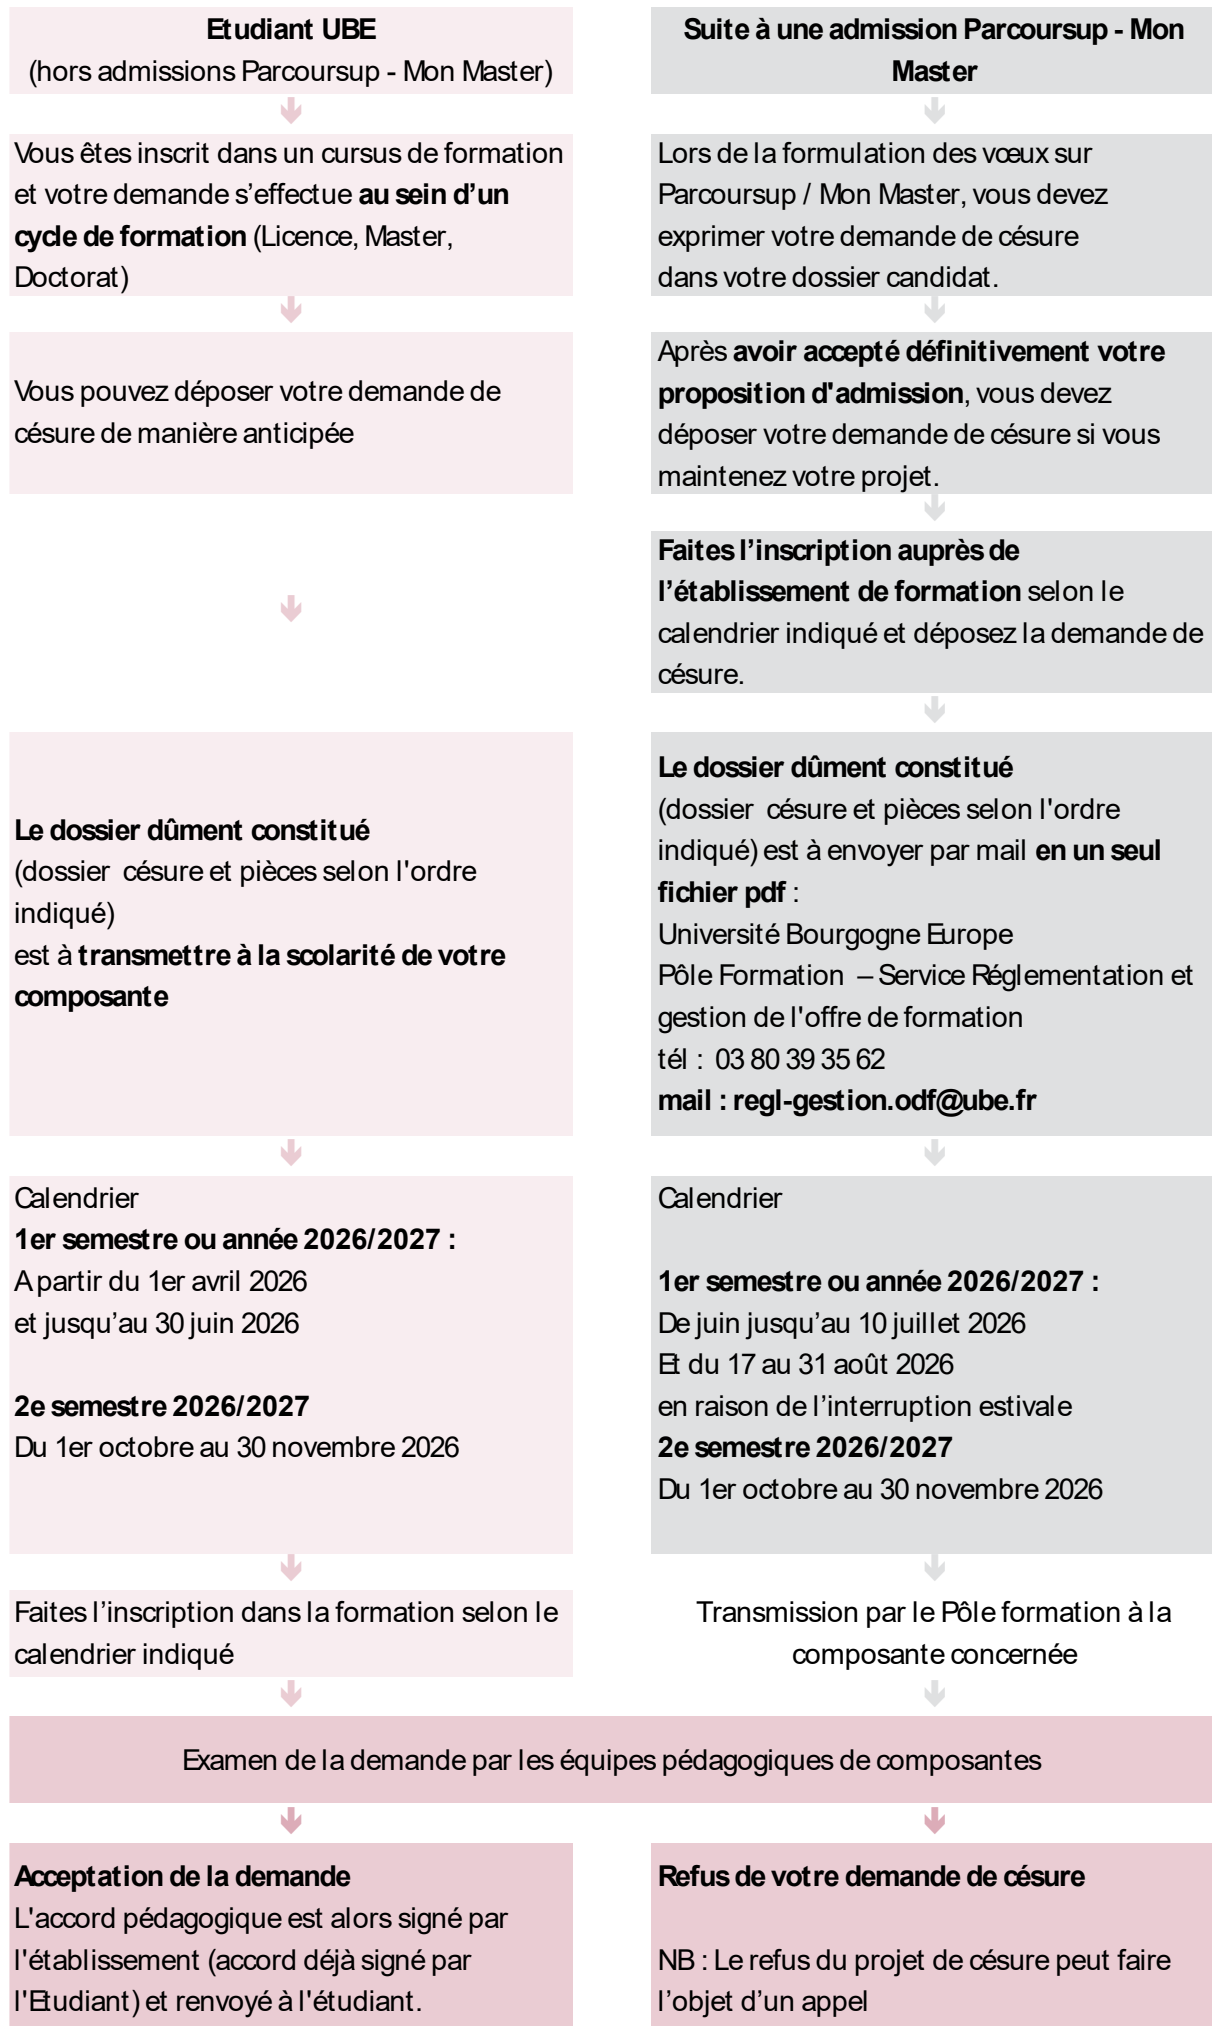 Etudiant UBE
(hors admissions Parcoursup - Mon Master)
Suite à une admission Parcoursup - Mon
Master
Vous êtes inscrit dans un cursus de formation
et votre demande s’effectue au sein d’un
cycle de formation (Licence, Master,
Doctorat)
Lors de la formulation des vœux sur
Parcoursup / Mon Master, vous devez
exprimer votre demande de césure
dans votre dossier candidat.
Vous pouvez déposer votre demande de
césure de manière anticipée
Après avoir accepté définitivement votre
proposition d'admission, vous devez
déposer votre demande de césure si vous
maintenez votre projet.
Faites l’inscription auprès de
l’établissement de formation selon le
calendrier indiqué et déposez la demande de
césure.
Le dossier dûment constitué
(dossier césure et pièces selon l'ordre
indiqué)
est à transmettre à la scolarité de votre
composante
Le dossier dûment constitué
(dossier césure et pièces selon l'ordre
indiqué) est à envoyer par mail en un seul
fichier pdf :
Université Bourgogne Europe
Pôle Formation – Service Réglementation et
gestion de l'offre de formation
tél : 03 80 39 35 62
mail : regl-gestion.odf@ube.fr
Calendrier
1er semestre ou année 2026/2027 :
A partir du 1er avril 2026
et jusqu’au 30 juin 2026
2e semestre 2026/2027
Du 1er octobre au 30 novembre 2026
Calendrier
1er semestre ou année 2026/2027 :
De juin jusqu’au 10 juillet 2026
Et du 17 au 31 août 2026
en raison de l’interruption estivale
2e semestre 2026/2027
Du 1er octobre au 30 novembre 2026
Faites l’inscription dans la formation selon le
calendrier indiqué
Transmission par le Pôle formation à la
composante concernée
Examen de la demande par les équipes pédagogiques de composantes
Acceptation de la demande
L'accord pédagogique est alors signé par
l'établissement (accord déjà signé par
l'Etudiant) et renvoyé à l'étudiant.
Refus de votre demande de césure
NB : Le refus du projet de césure peut faire
l’objet d’un appel